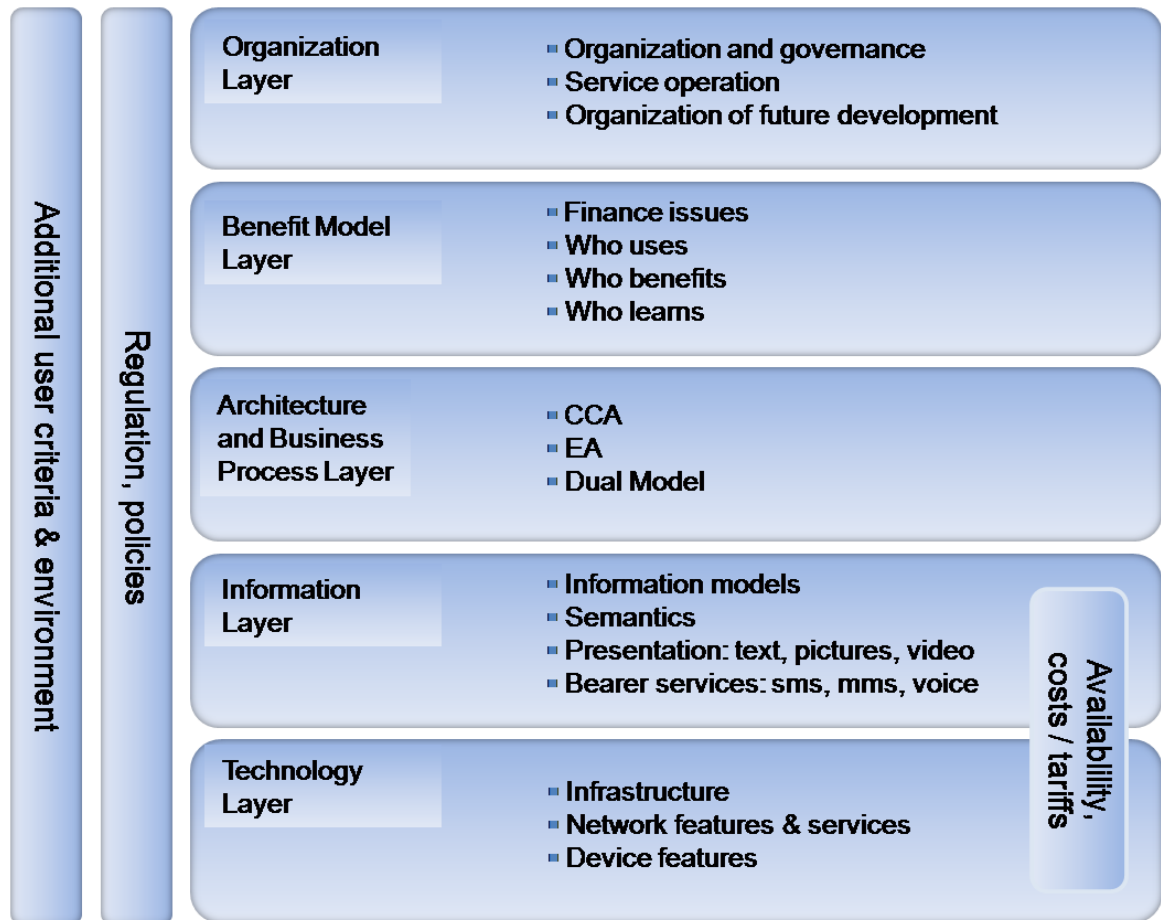 Additional user criteria & environment
Regulation, policies
Organization
Layer
Organization and governance
Service operation
Organization of future development
Benefit Model
Layer
Finance issues
Who uses
Who benefits
Who learns
Architecture
and Business
Process Layer
CCA
EA
Dual Model
Information
Layer
Information models
Semantics
Presentation: text, pictures, video
Bearer services: sms, mms, voice
Technology
Layer
Infrastructure
Network features & services
Device features
Availablility,
costs / tariffs